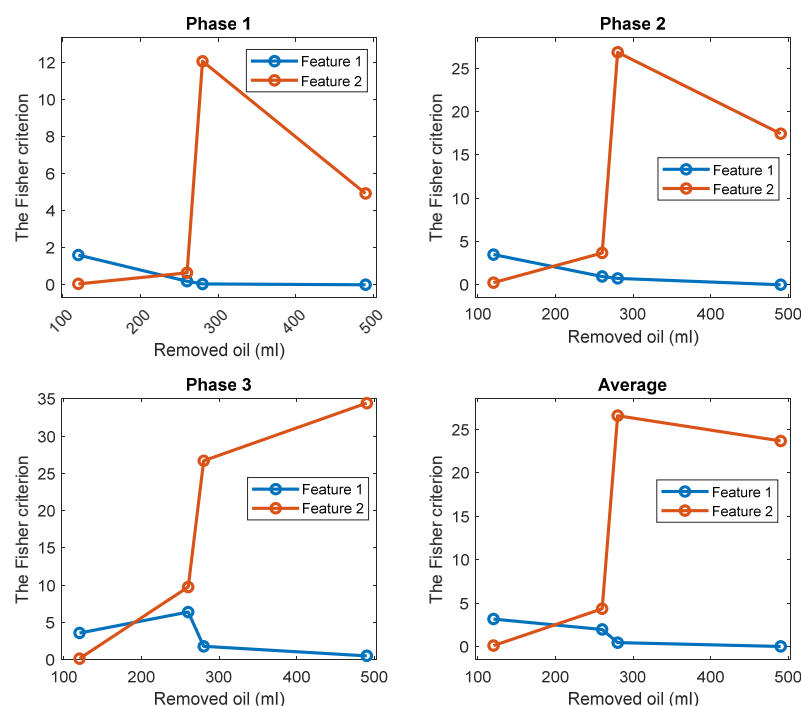 Phase 1
The Fisher criterion
12
10
8
6
4
2
0
Feature 1
Feature 2
100 200 300 400 500
Removed oil (ml)
Phase 2
The Fisher criterion
25
20
15
10
5
0
Feature 1
Feature 2
100 200 300 400 500
Removed oil (ml)
Phase 3
The Fisher criterion
35
30
25
20
15
10
5
0
Feature 1
Feature 2
100 200 300 400 500
Removed oil (ml)
Average
The Fisher criterion
25
20
15
10
5
0
Feature 1
Feature 2
100 200 300 400 500
Removed oil (ml)